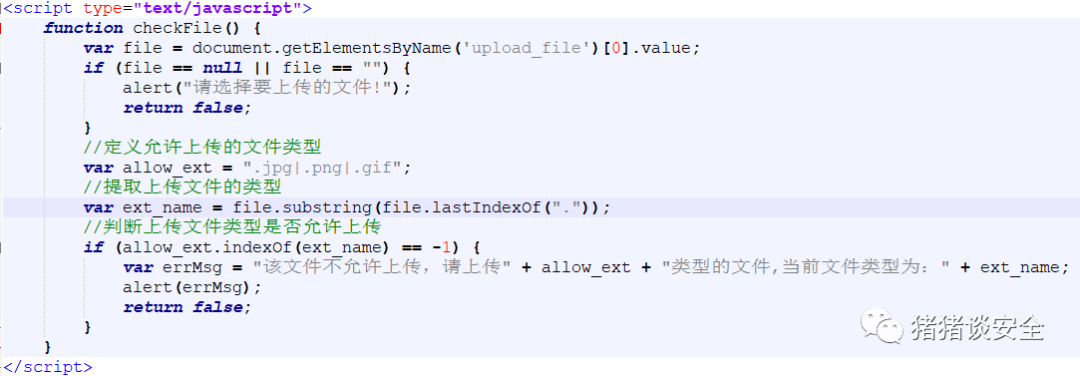 <script type="text/javascript">
function checkFile() {
var file = document.getElementsByName('upload_file')[0].value;
if (file == null || file == "") {
alert("请选择要上传的文件!");
return false;
}
//定义允许上传的文件类型
var allow_ext = ".jpg|.png|.gif";
//提取上传文件的类型
var ext_name = file.substring(file.lastIndexOf("."));
//判断上传文件类型是否允许上传
if (allow_ext.indexOf(ext_name) == -1) {
var errMsg = "该文件不允许上传，请上传" + allow_ext + "类型的文件,当前文件类型为：" + ext_name;
alert(errMsg);
return false;
}
}
</script>
猪猪谈安全